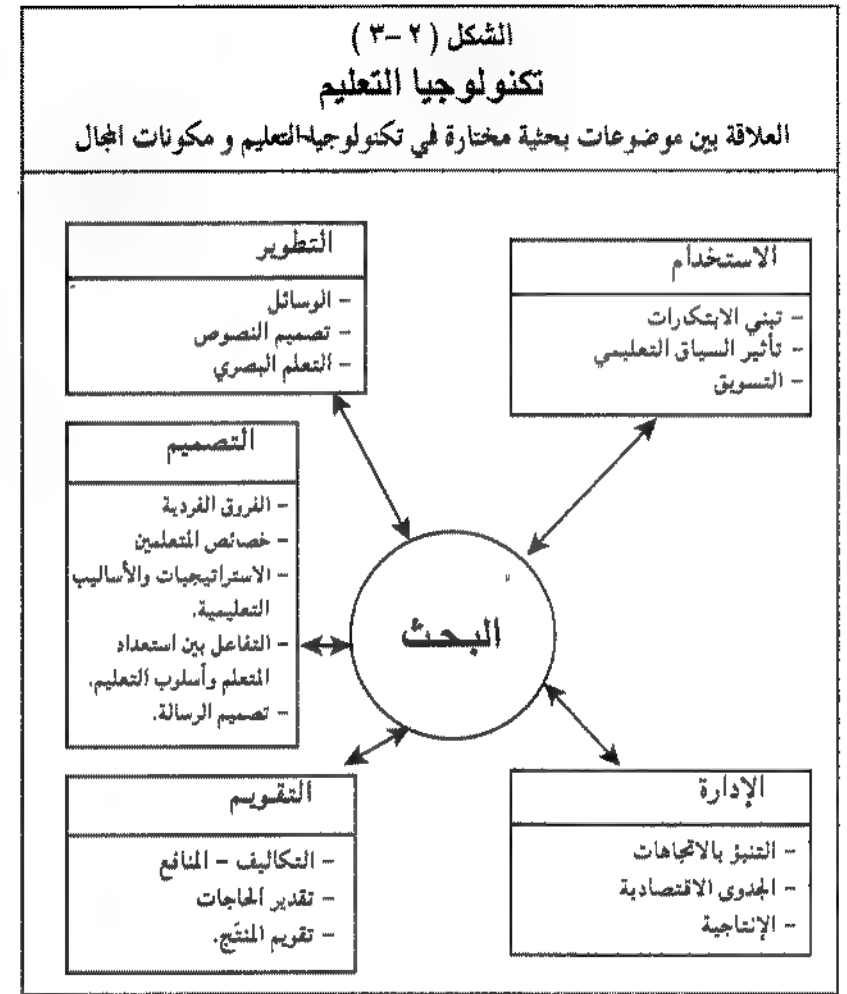 الشكل ( ٢ –٣ )
تكنولوجيا التعليم
العلاقة بين موضوعات بحثية مختارة في تكنولوجيا التعليم و مكونات المجال
الاستخدام
– تبني الابتكارات
– تأثير السياق التعليمي
– التسويق
التطوير
– الوسائل
– تصميم النصوص
– التعلم البصري
التصميم
– الفروق الفردية
– خصائص المتعلمين
– الاستراتيجيات والأساليب
التعليمية.
– التفاعل بين استعداد
المتعلم وأسلوب التعليم.
– تصميم الرسالة.
البحث
الإدارة
– التنبؤ بالاتجاهات
– الجدوى الاقتصادية
– الإنتاجية
التقويم
– التكاليف – المنافع
– تقدير الحاجات
– تقويم المنتَج.